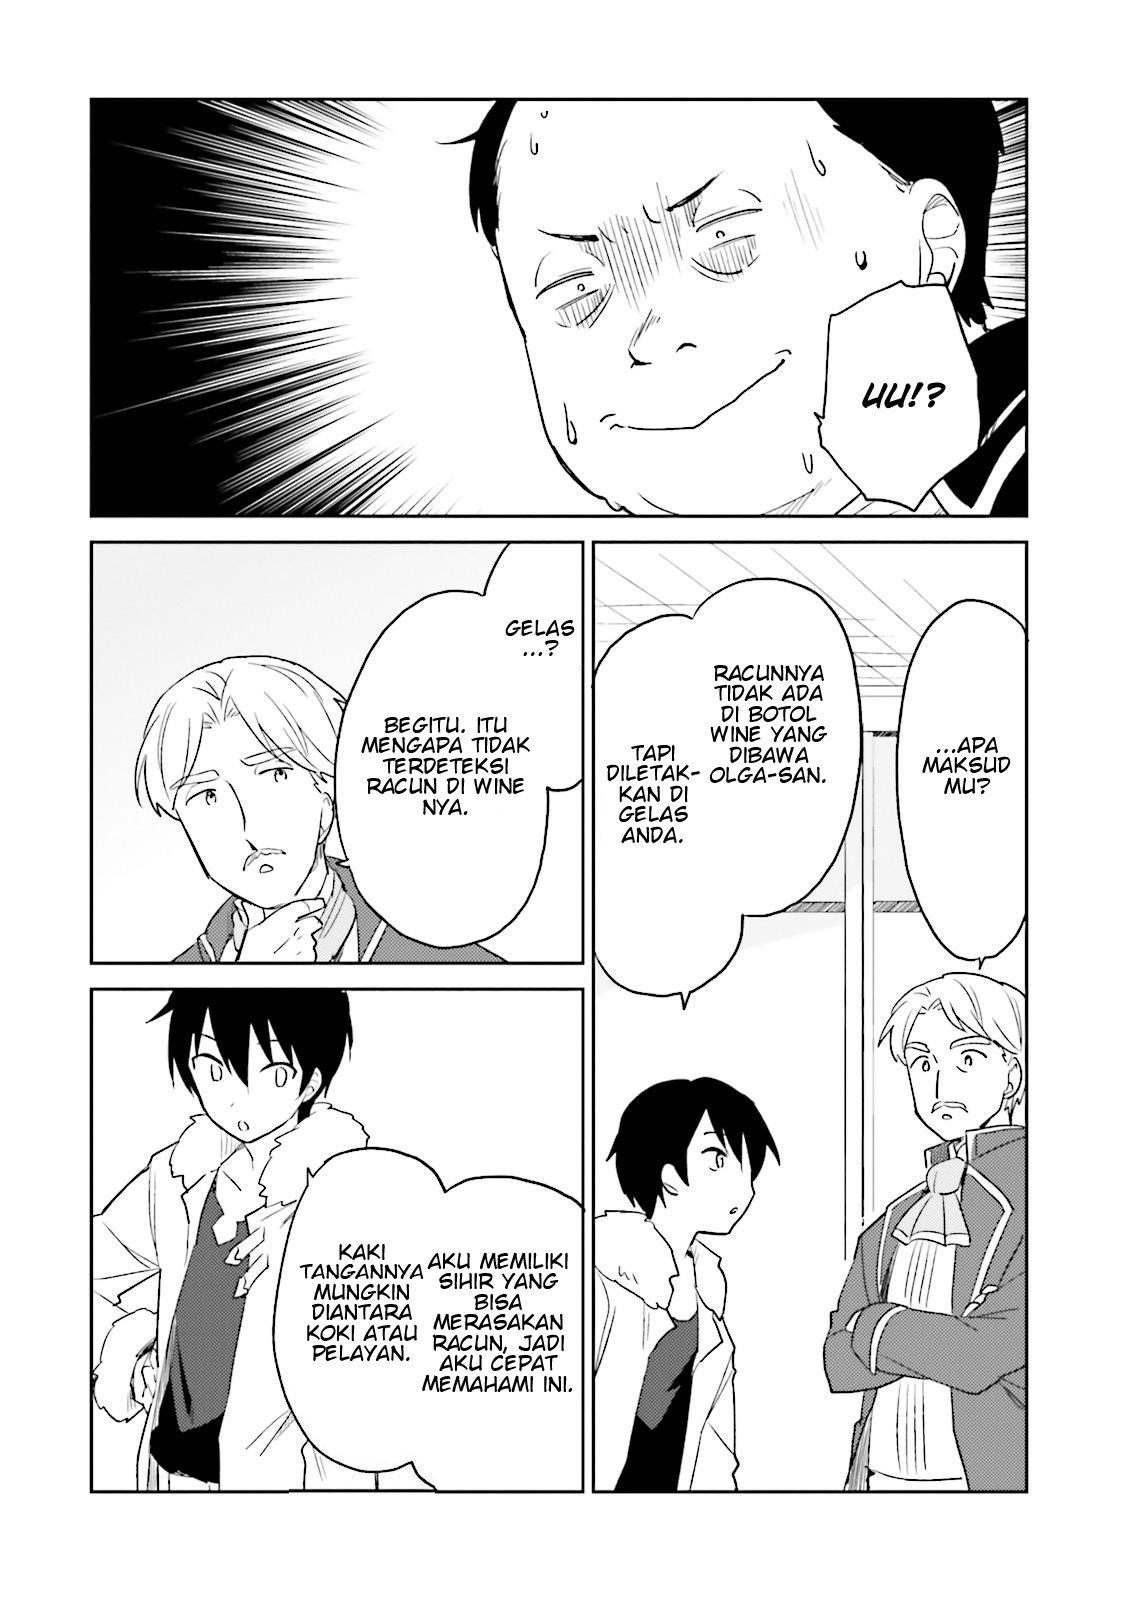 UU!?
...APA
MAKSUD
MU?
RACUNNYA
TIDAK ADA
DI BOTOL
WINE YANG
DIBAWA
OLGA-SAN.
TAPI
DILETAK-
KAN DI
GELAS
ANDA.
GELAS
...?
BEGITU. ITU
MENGAPA TIDAK
TERDETEKSI
RACUN DI WINE
NYA.
AKU MEMILIKI
SIHIR YANG
BISA
MERASAKAN
RACUN, JADI
AKU CEPAT
MEMAHAMI INI.
KAKI
TANGANNYA
MUNGKIN
DIANTARA
KOKI ATAU
PELAYAN.